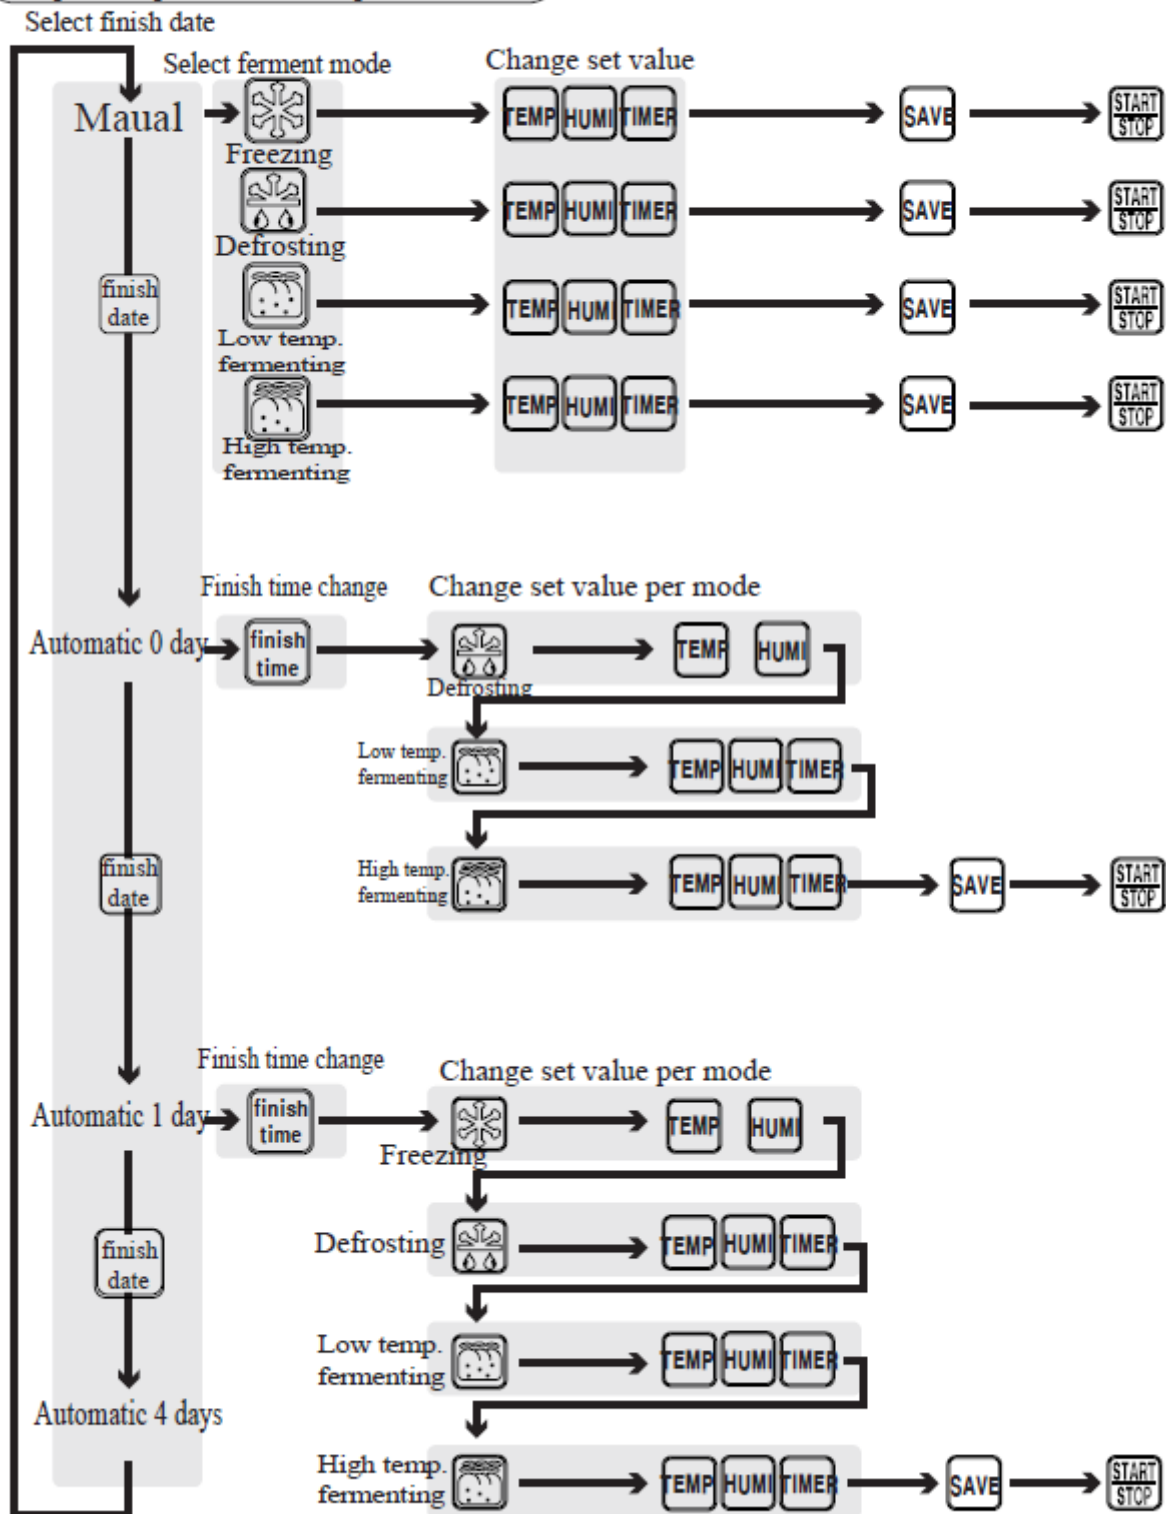 Select finish date
Select ferment mode
Change set value
Maual
TEMP HUMI TIMER
SAVE
START
STOP
Freezing
TEMP HUMI TIMER
SAVE
START
STOP
Defrosting
finish
date
TEMP HUMI TIMER
SAVE
START
STOP
Low temp.
fermenting
TEMP HUMI TIMER
SAVE
START
STOP
High temp.
fermenting
Finish time change
Change set value per mode
Automatic 0 day
finish
time
TEMP HUMI
Defrosting
Low temp.
fermenting
TEMP HUMI TIMER
finish
date
High temp.
fermenting
TEMP HUMI TIMER
SAVE
START
STOP
Finish time change
Change set value per mode
Automatic 1 day
finish
time
TEMP HUMI
Freezing
finish
date
Defrosting
TEMP HUMI TIMER
Low temp.
fermenting
TEMP HUMI TIMER
Automatic 4 days
High temp.
fermenting
TEMP HUMI TIMER
SAVE
START
STOP